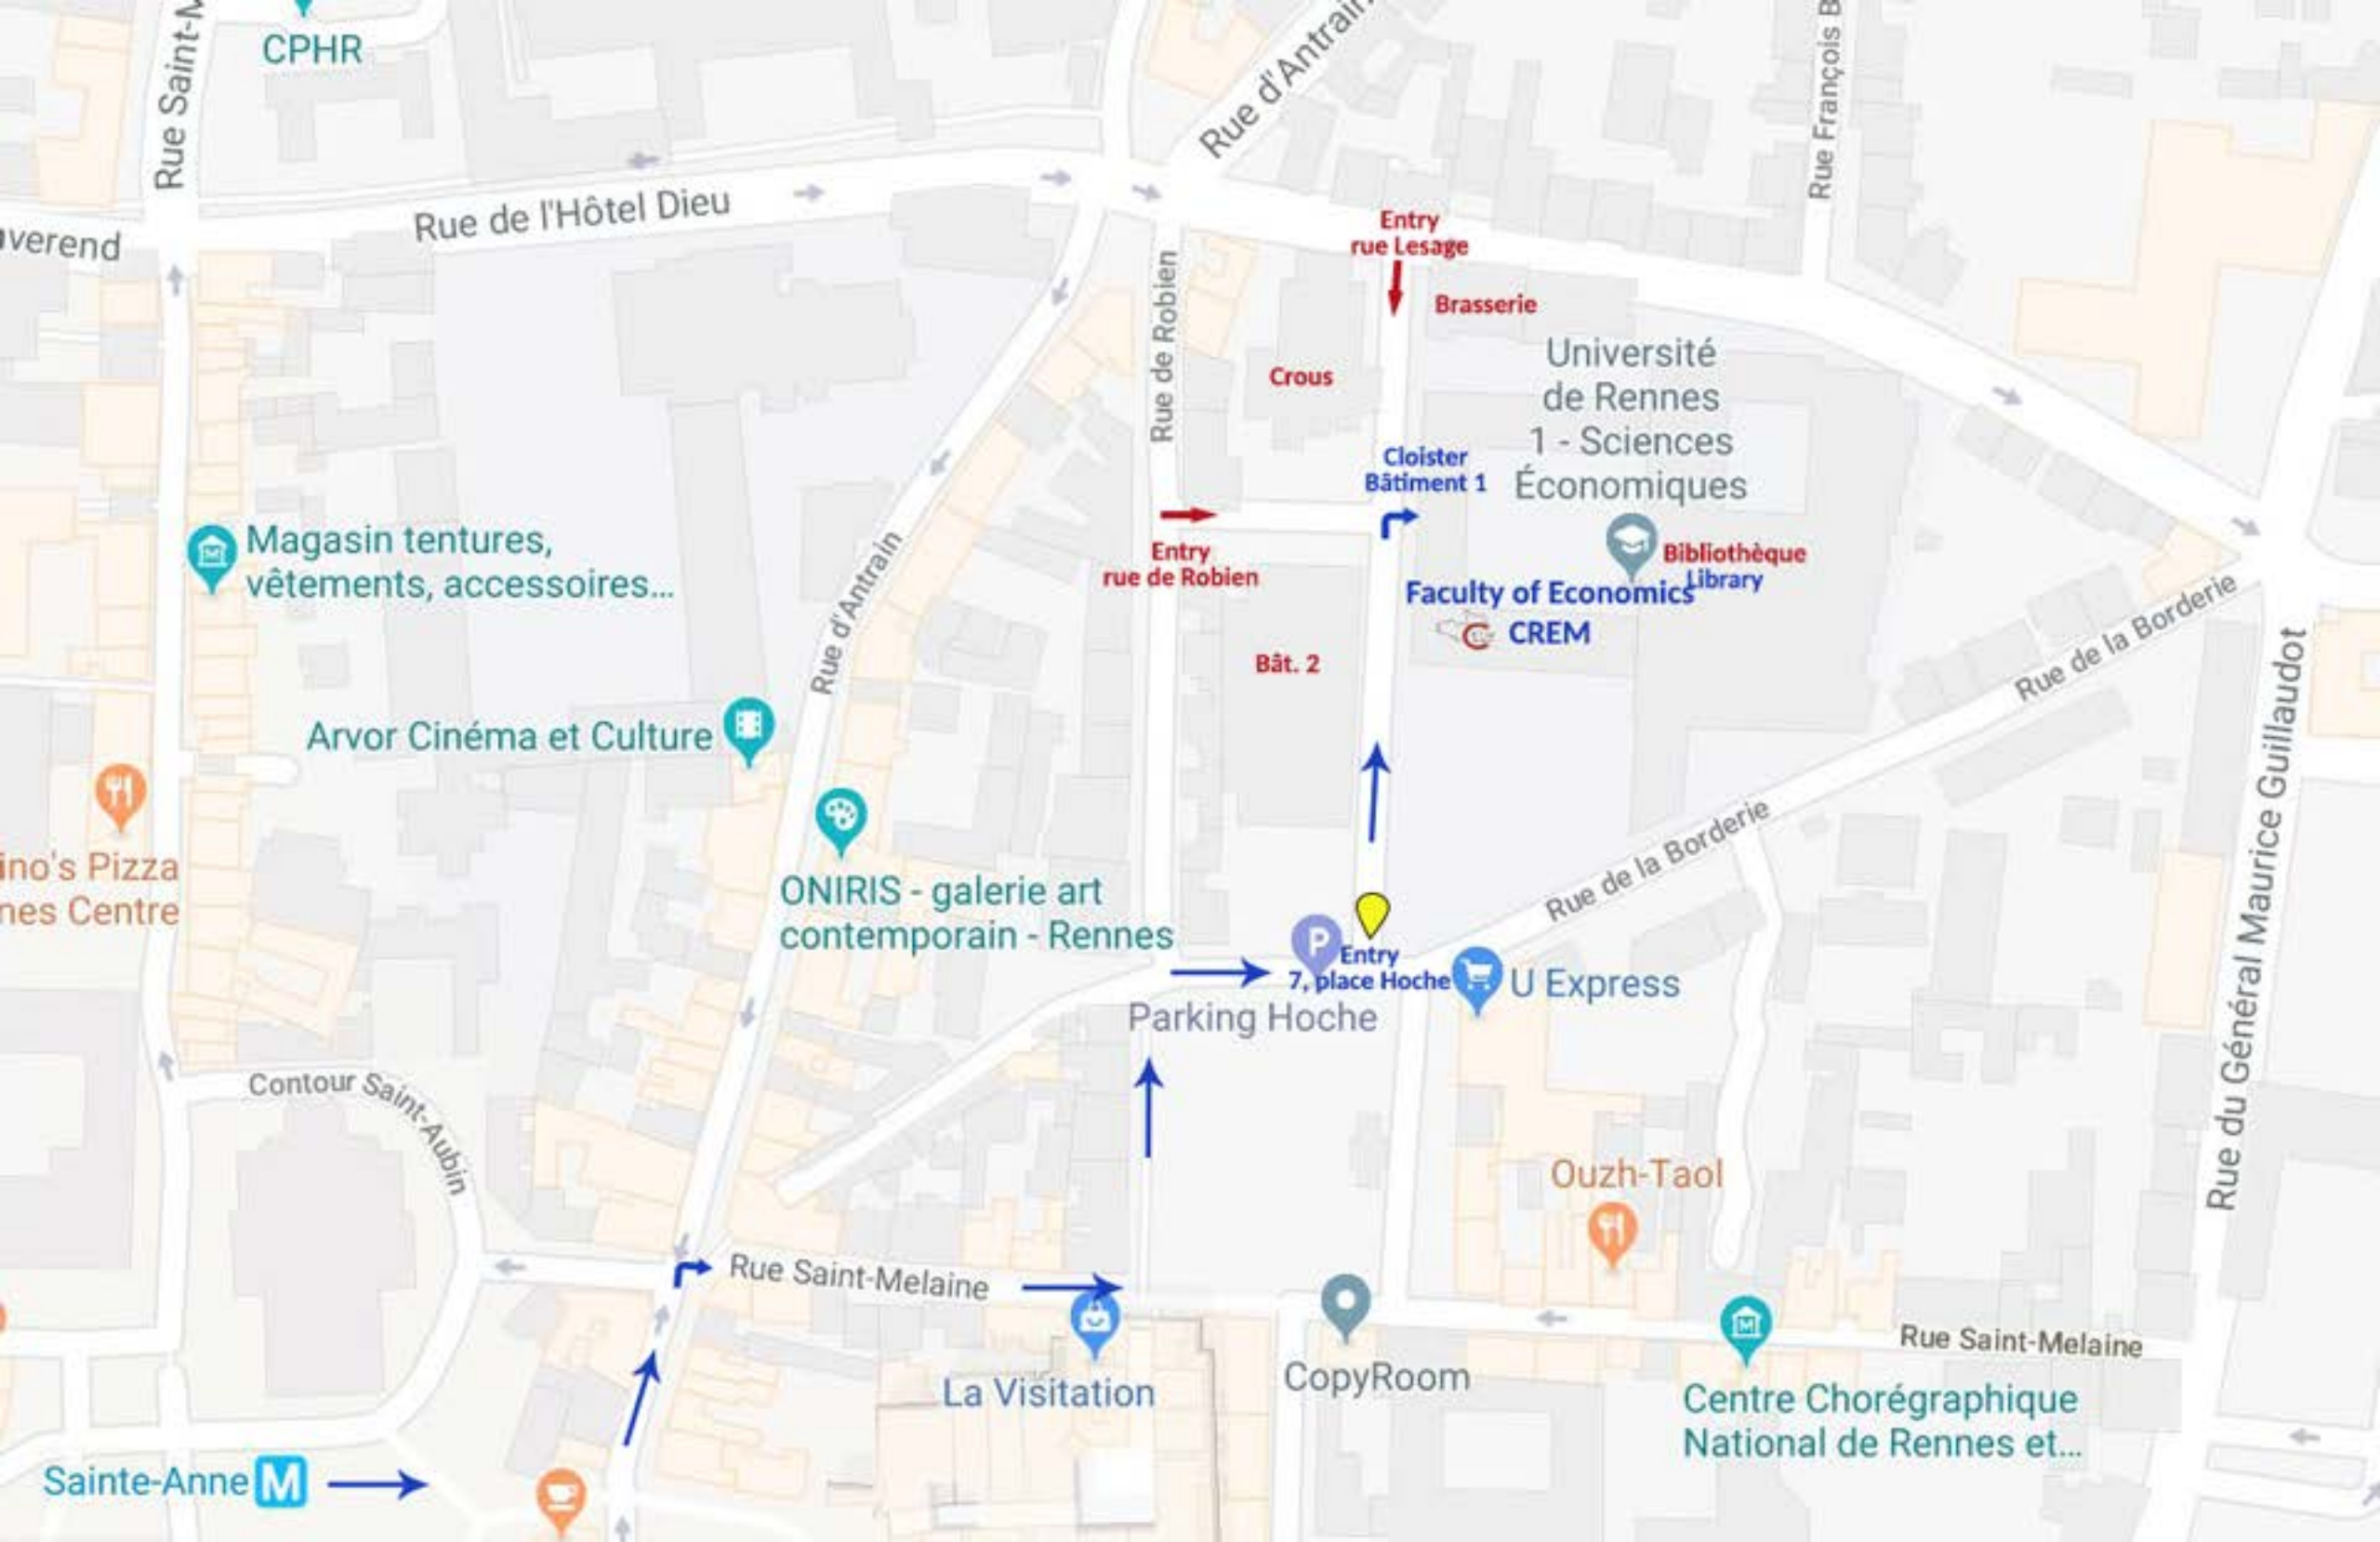 CPHR
Rue Saint-M
Rue d'Antrain
Rue François B
verend
Rue de l'Hôtel Dieu
Entry
rue Lesage
Brasserie
Rue de Robien
Crous
Université
de Rennes
1 - Sciences
Économiques
Cloister
Bâtiment 1
Entry
rue de Robien
Bibliothèque
Library
Faculty of Economics
CREM
Magasin tentures,
vêtements, accessoires...
Rue d'Antrain
Bât. 2
Rue de la Borderie
Arvor Cinéma et Culture
Rue du Général Maurice Guillaudot
ino's Pizza
nes Centre
ONIRIS - galerie art
contemporain - Rennes
Rue de la Borderie
P
Entry
7, place Hoche
U Express
Parking Hoche
Contour Saint-Aubin
Ouzh-Taol
Rue Saint-Melaine
La Visitation
CopyRoom
Rue Saint-Melaine
Centre Chorégraphique
National de Rennes et...
Sainte-Anne M